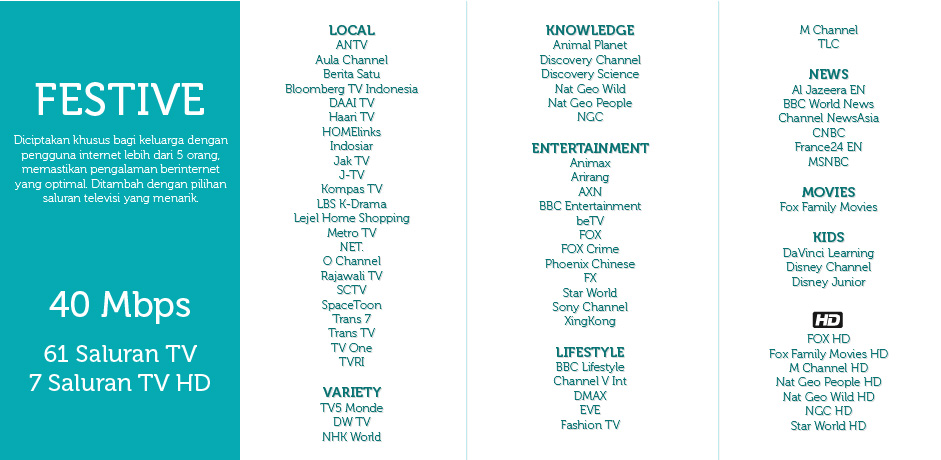 FESTIVE
Diciptakan khusus bagi keluarga dengan
pengguna internet lebih dari 5 orang,
memastikan pengalaman berinternet
yang optimal. Ditambah dengan pilihan
saluran televisi yang menarik.
40 Mbps
61 Saluran TV
7 Saluran TV HD
LOCAL
ANTV
Aula Channel
Berita Satu
Bloomberg TV Indonesia
DAAI TV
Haari TV
HOMElinks
Indosiar
Jak TV
J-TV
Kompas TV
LBS K-Drama
Lejel Home Shopping
Metro TV
NET.
O Channel
Rajawali TV
SCTV
SpaceToon
Trans 7
Trans TV
TV One
TVRI
VARIETY
TV5 Monde
DW TV
NHK World
KNOWLEDGE
Animal Planet
Discovery Channel
Discovery Science
Nat Geo Wild
Nat Geo People
NGC
ENTERTAINMENT
Animax
Arirang
AXN
BBC Entertainment
beTV
FOX
FOX Crime
Phoenix Chinese
FX
Star World
Sony Channel
XingKong
LIFESTYLE
BBC Lifestyle
Channel V Int
DMAX
EVE
Fashion TV
M Channel
TLC
NEWS
Al Jazeera EN
BBC World News
Channel NewsAsia
CNBC
France24 EN
MSNBC
MOVIES
Fox Family Movies
KIDS
DaVinci Learning
Disney Channel
Disney Junior
HD
FOX HD
Fox Family Movies HD
M Channel HD
Nat Geo People HD
Nat Geo Wild HD
NGC HD
Star World HD